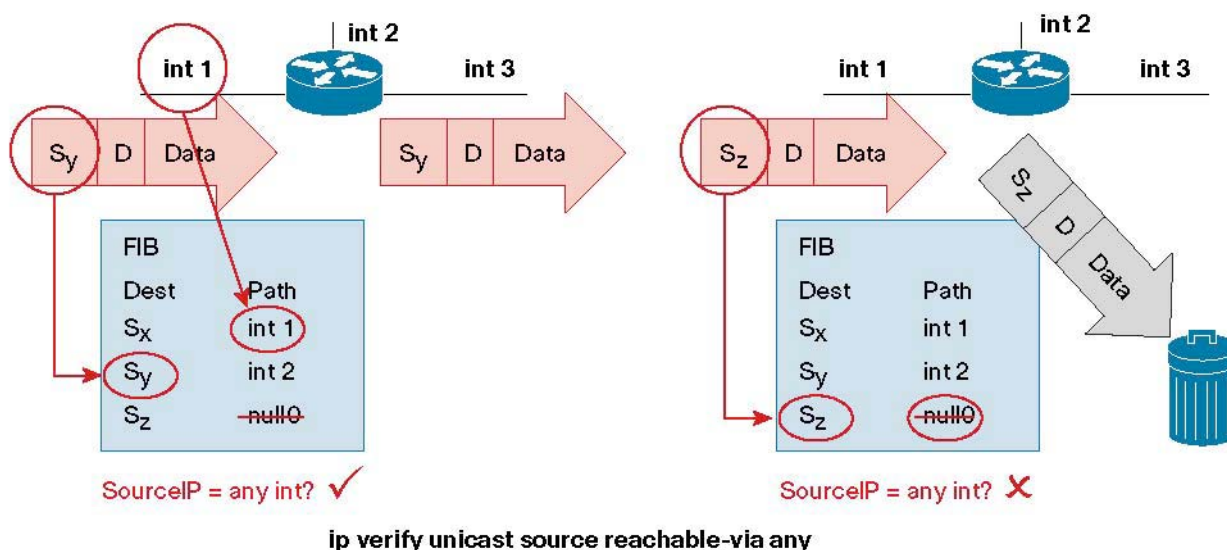 int 2
int 1
int 3
Sy D Data
Sy D Data
FIB
Dest Path
Sx int 1
Sy int 2
Sz null0
SourceIP = any int? ✓
int 2
int 1
int 3
Sz D Data
Sz D Data
FIB
Dest Path
Sx int 1
Sy int 2
Sz null0
SourceIP = any int? ✗
ip verify unicast source reachable-via any